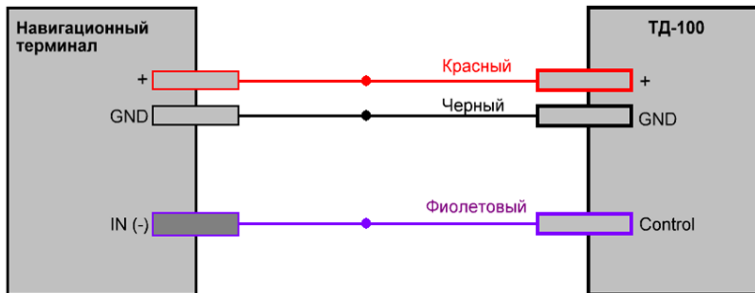 Навигационный
терминал
ТД-100
+
Красный
+
GND
Черный
GND
IN (-)
Фиолетовый
Control